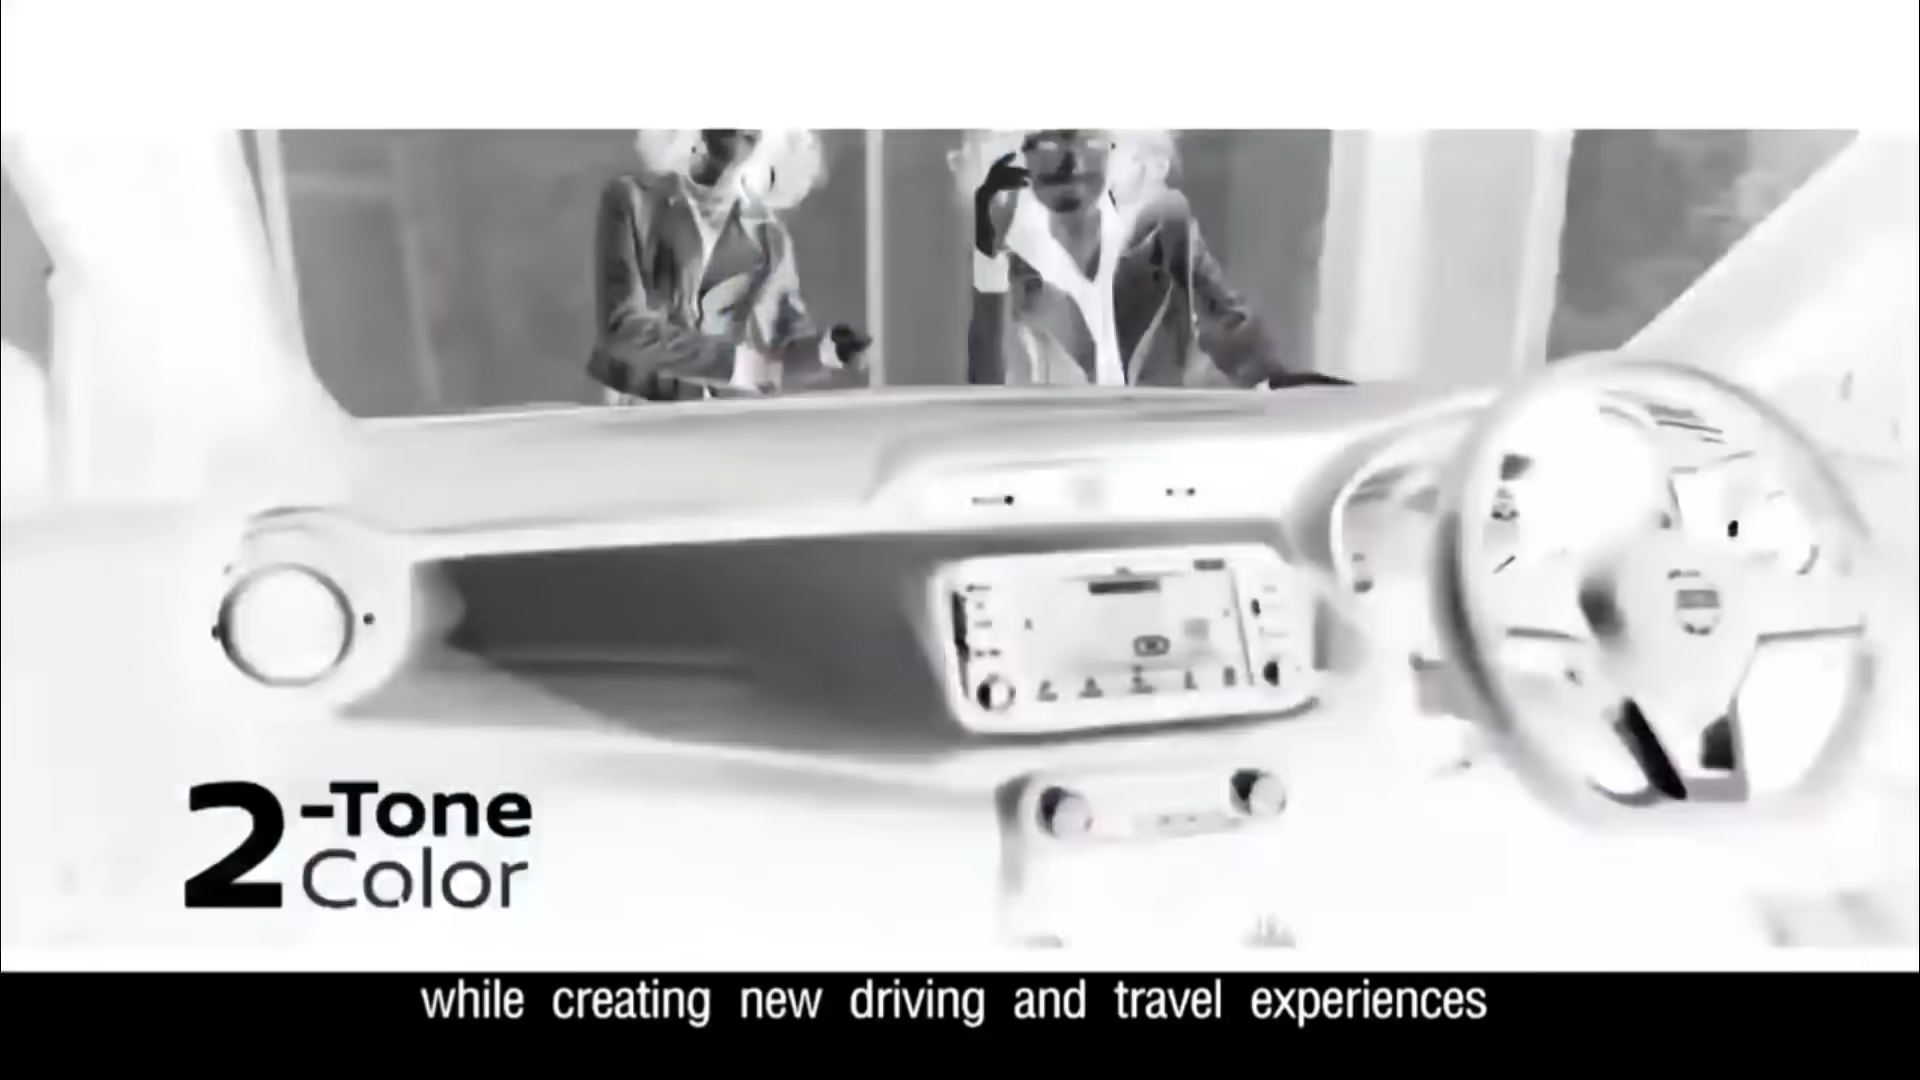 2-Tone
Color
while creating new driving and travel experiences